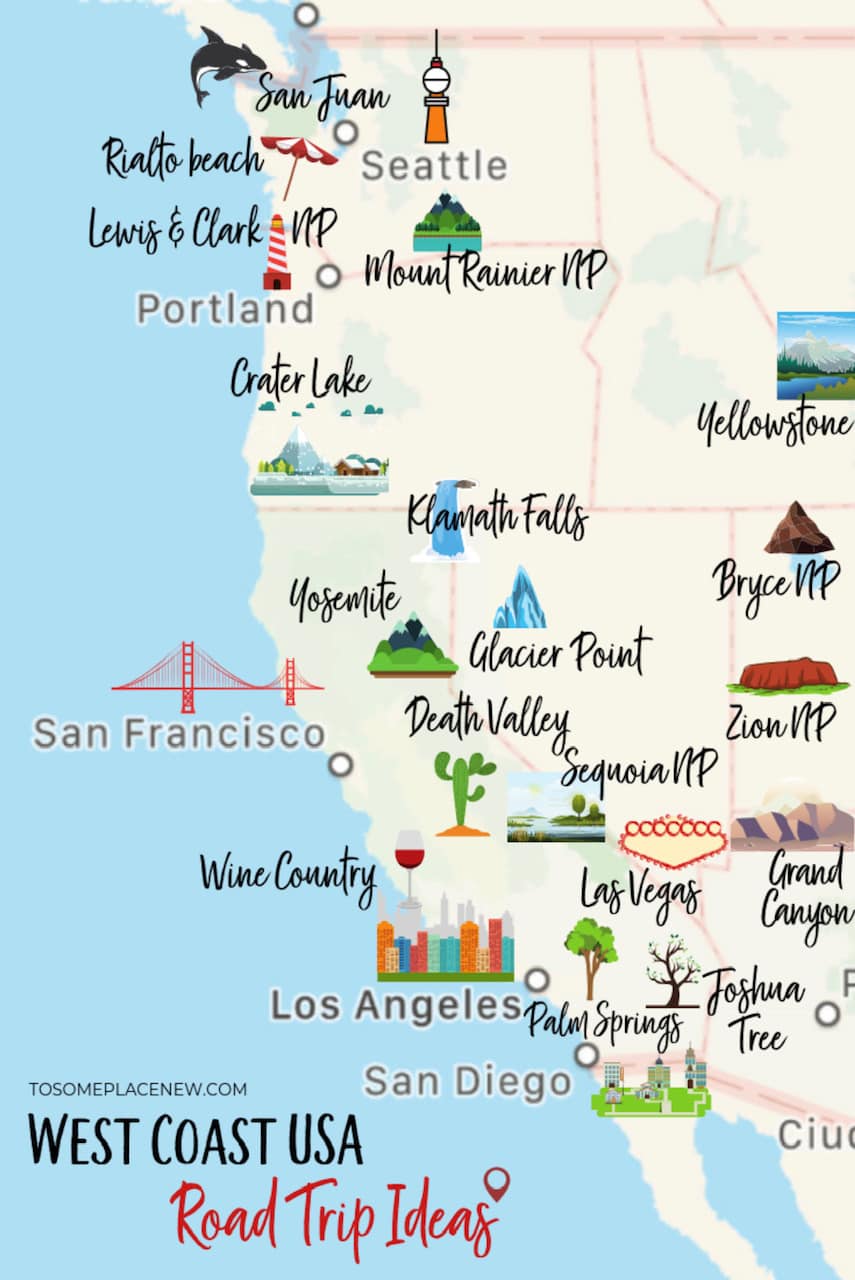 San Juan
Rialto beach
Seattle
Lewis & Clark NP
Mount Rainier NP
Portland
Crater Lake
Yellowstone
Klamath Falls
Bryce NP
Yosemite
Glacier Point
Death Valley
Zion NP
San Francisco
Sequoia NP
Wine Country
Las Vegas
Grand
Canyon
Los Angeles
Palm Springs
Joshua
Tree
P
San Diego
TOSOMEPLACENEW.COM
WEST COAST USA
Ciuc
Road Trip Ideas